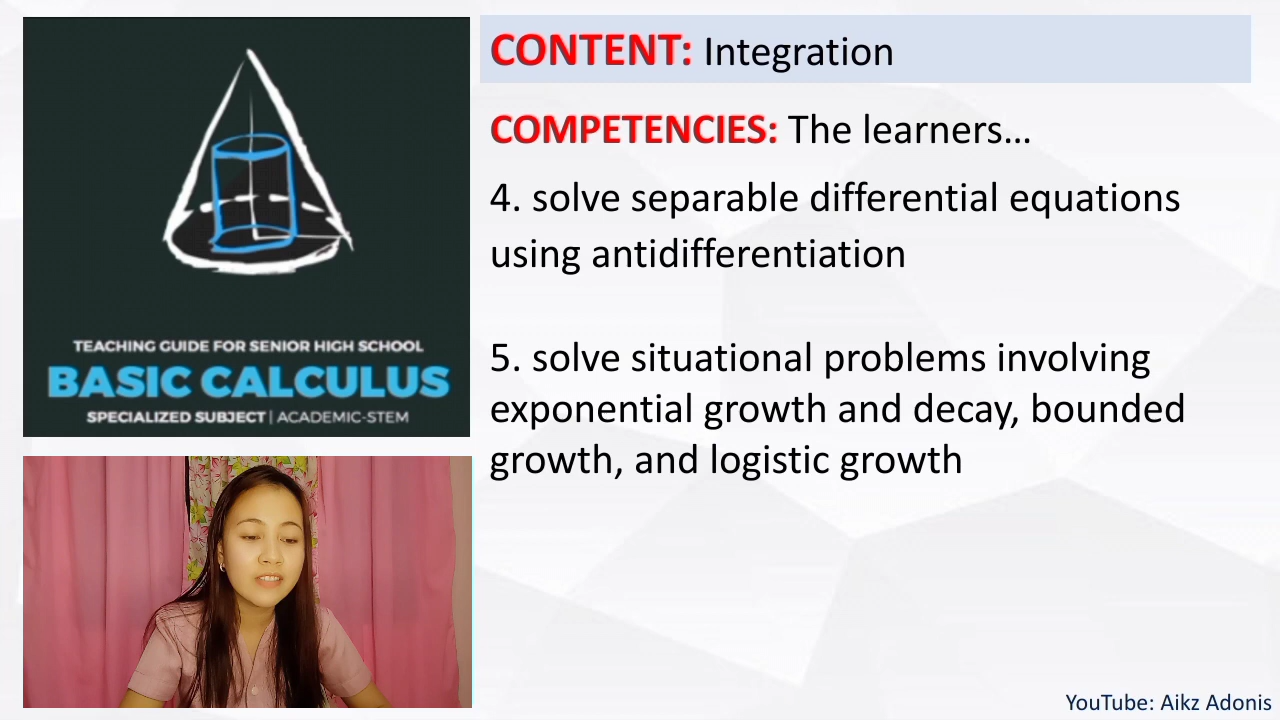 TEACHING GUIDE FOR SENIOR HIGH SCHOOL
BASIC CALCULUS
SPECIALIZED SUBJECT | ACADEMIC-STEM
CONTENT: Integration
COMPETENCIES: The learners...
4. solve separable differential equations
using antidifferentiation
5. solve situational problems involving
exponential growth and decay, bounded
growth, and logistic growth
YouTube: Aikz Adonis